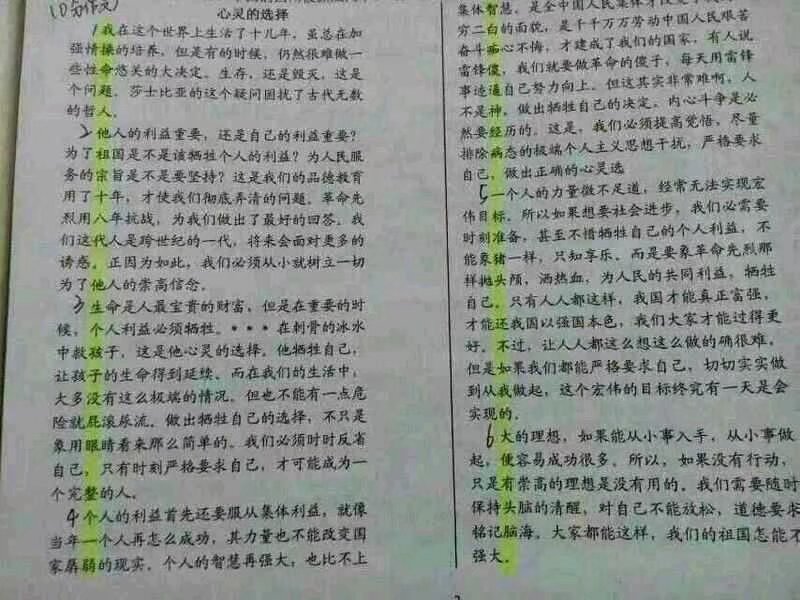 (0分作文)
心灵的选择
1我在这个世界上生活了十几年，虽总在加
强情操的培养，但是有的时候，仍然很难做一
些性命悠关的大决定。生存，还是毁灭，这是
个问题。莎士比亚的这个疑问困扰了古代无数
的哲人。
2他人的利益重要，还是自己的利益重要？
为了祖国是不是该牺牲个人的利益？为人民服
务的宗旨是不是要坚持？这是我们的品德教育
用了十年，才使我们彻底弄清的问题。革命先
烈用八年抗战，为我们做出了最好的回答。我
们这代人是跨世纪的一代，将来会面对更多的
诱惑。正因为如此，我们必须从小就树立一切
为了他人的崇高信念。
3生命是人最宝贵的财富，但是在重要的时
候，个人利益必须牺牲。***在刺骨的冰水
中救孩子，这是他心灵的选择。他牺牲自己，
让孩子的生命得到延续。而在我们的生活中，
大多没有这么极端的情况。但也不能有一点危
险就屁滚尿流。做出牺牲自己的选择，不只是
象用眼睛看来那么简单的。我们必须时时反省
自己，只有时刻严格要求自己，才可能成为一
个完整的人。
4个人的利益首先还要服从集体利益，就像
当年一个人再怎么成功，其力量也不能改变国
家孱弱的现实。个人的智慧再强大，也比不上
集体智慧。是全中国人民集体才改变了
穷二白的面貌，是千千万万劳动中国人民艰苦
奋斗痴心不悔，才建成了我们的国家，有人说
雷锋傻，我们就要做革命的傻子，每天用雷锋
事迹逼自己努力向上。但这其实非常难啊，人
不是神。做出牺牲自己的决定，内心斗争是必
然要经历的。这是，我们必须提高觉悟，尽量
排除病态的极端个人主义思想干扰，严格要求
自己，做出正确的心灵选
5一个人的力量微不足道，经常无法实现宏
伟目标。所以如果想要社会进步，我们必需要
时刻准备，甚至不惜牺牲自己的个人利益，不
能象猪一样，只知享乐。而是要象革命先烈那
样抛头颅，洒热血，为人民的共同利益，牺牲
自己。只有人人都这样，我国才能真正富强，
才能还我国以强国本色，我们大家才能过得更
好。不过，让人人都这么想这么做的确很难。
但是如果我们都能严格要求自己，切切实实做
到从我做起，这个宏伟的目标终究有一天是会
实现的。
6大的理想，如果能从小事入手，从小事做
起，便容易成功很多。所以，如果没有行动，
只是有崇高的理想是没有用的。我们需要随时
保持头脑的清醒，对自己不能放松，道德要求
铭记脑海。大家都能这样，我们的祖国怎能不
强大。